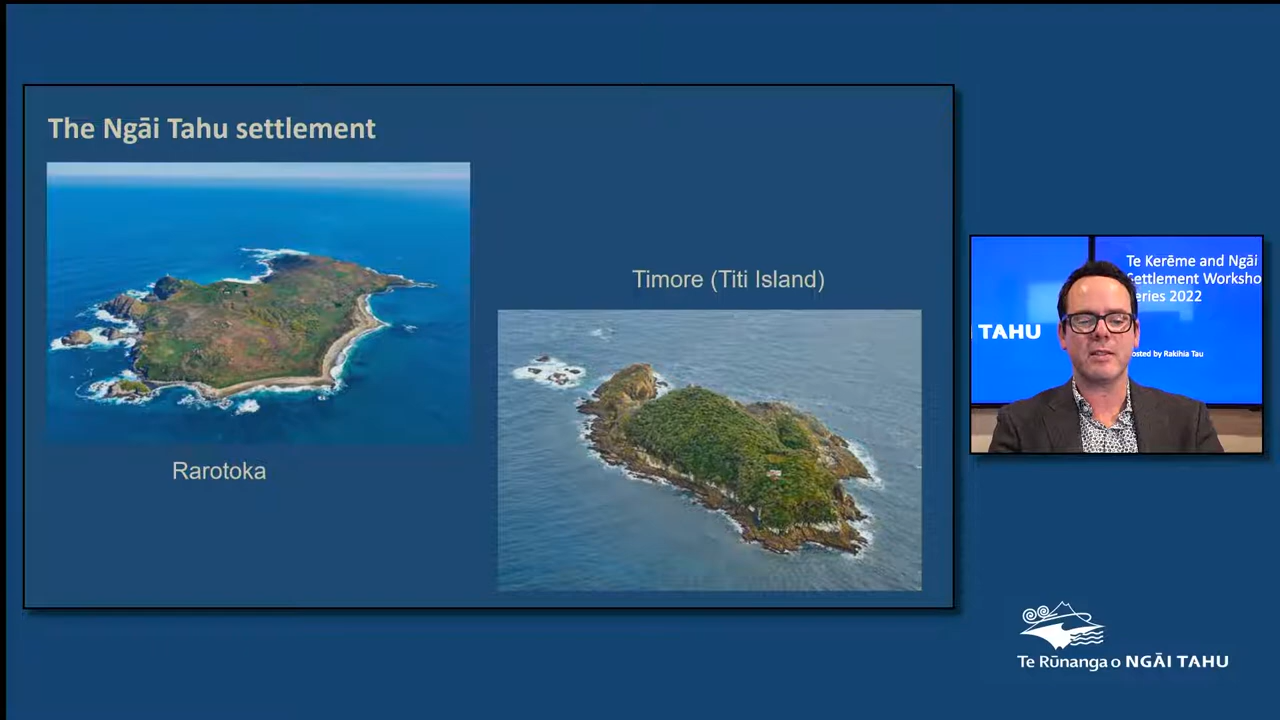 The Ngāi Tahu settlement
Timore (Titi Island)
Rarotoka
Te Kerēme and Ngāi
Settlement Worksho
eries 2022
TAHU
osted by Rakihia Tau
Te Rūnanga o NGĀI TAHU